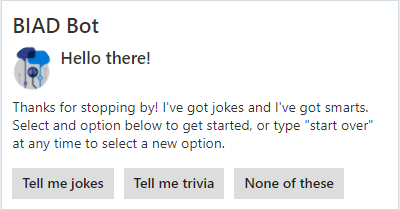 BIAD Bot
Hello there!
Thanks for stopping by! I've got jokes and I've got smarts.
Select and option below to get started, or type "start over"
at any time to select a new option.
Tell me jokes
Tell me trivia
None of these